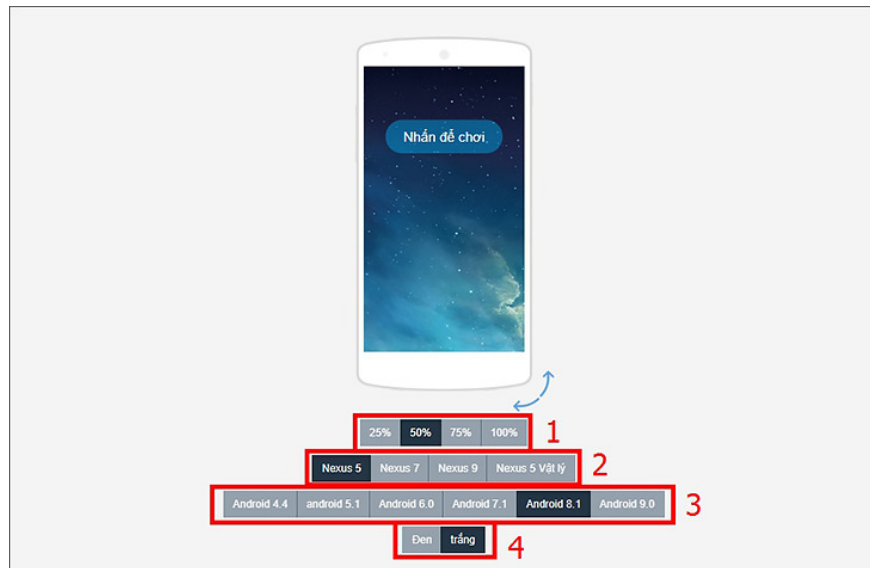 Nhấn để chơi
25% 50% 75% 100% 1
Nexus 5 Nexus 7 Nexus 9 Nexus 5 Vật lý 2
Android 4.4 android 5.1 Android 6.0 Android 7.1 Android 8.1 Android 9.0 3
Đen trắng 4